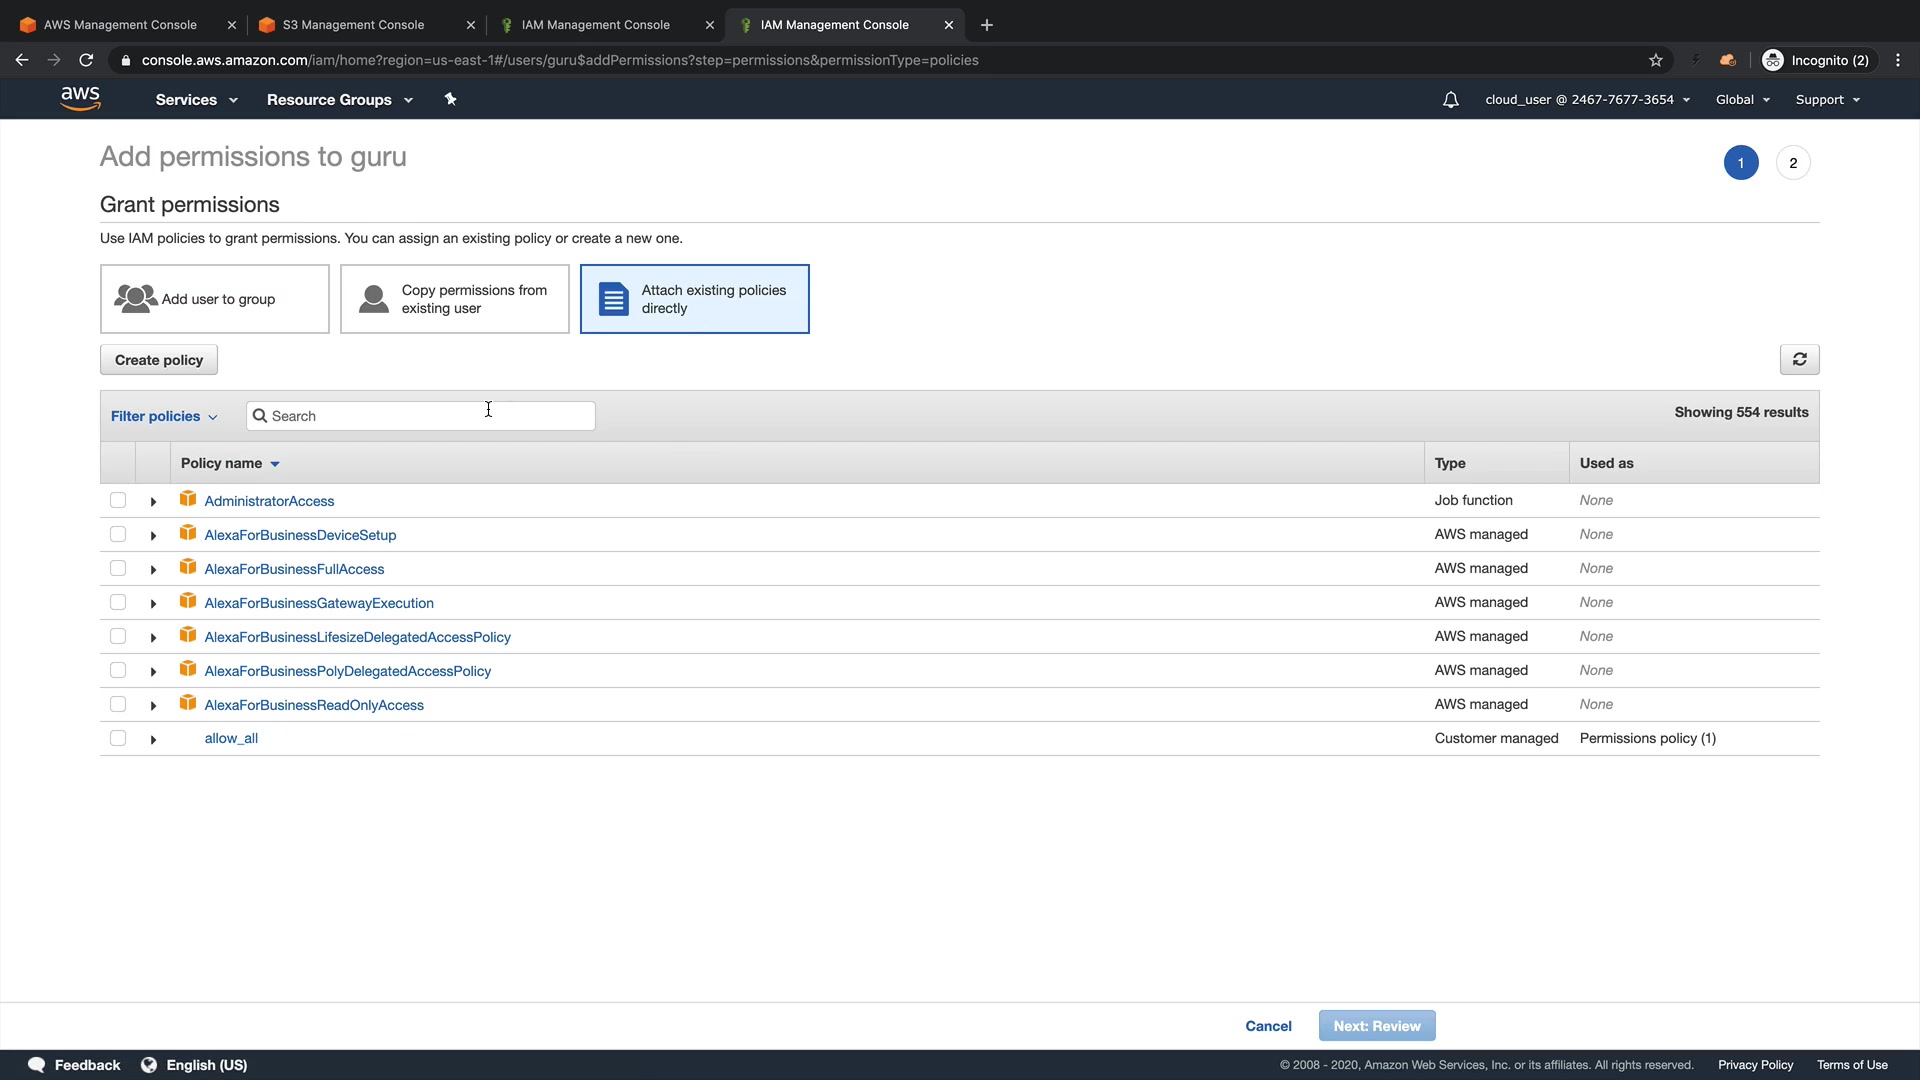 AWS Management Console
S3 Management Console
IAM Management Console
IAM Management Console
console.aws.amazon.com/iam/home?region=us-east-1#/users/guru$addPermissions?step=permissions&permissionType=policies
Incognito (2)
aws
Services
Resource Groups
cloud_user @ 2467-7677-3654
Global
Support
Add permissions to guru
1
2
Grant permissions
Use IAM policies to grant permissions. You can assign an existing policy or create a new one.
Add user to group
Copy permissions from
existing user
Attach existing policies
directly
Create policy
Filter policies
Search
Showing 554 results
Policy name
Type
Used as
AdministratorAccess
Job function
None
AlexaForBusinessDeviceSetup
AWS managed
None
AlexaForBusinessFullAccess
AWS managed
None
AlexaForBusinessGatewayExecution
AWS managed
None
AlexaForBusinessLifesizeDelegatedAccessPolicy
AWS managed
None
AlexaForBusinessPolyDelegatedAccessPolicy
AWS managed
None
AlexaForBusinessReadOnlyAccess
AWS managed
None
allow_all
Customer managed
Permissions policy (1)
Cancel
Next: Review
Feedback
English (US)
© 2008 - 2020, Amazon Web Services, Inc. or its affiliates. All rights reserved.
Privacy Policy
Terms of Use